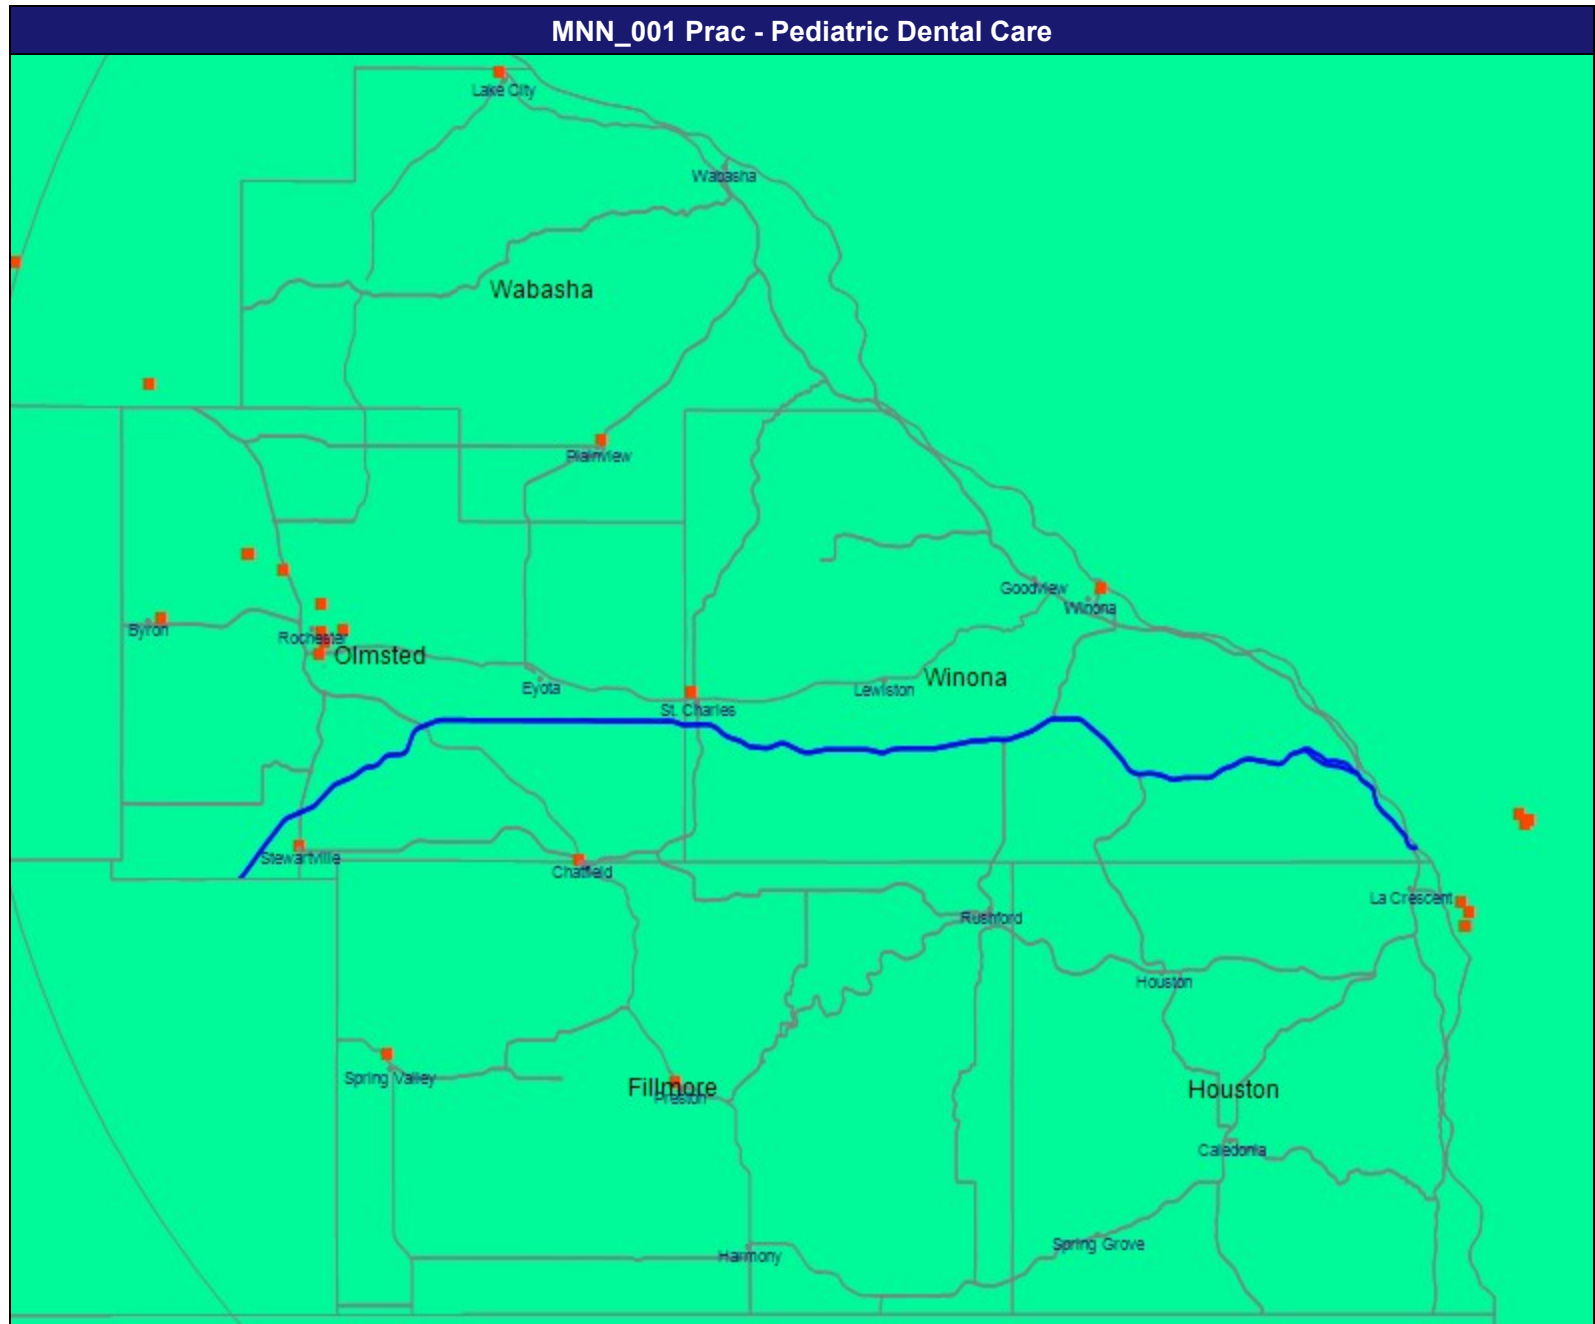 MNN_001 Prac - Pediatric Dental Care
Lake City
Wabasha
Wabasha
Plainview
Goodview
Winona
Byron
Rochester
Olmsted
Eyota
St. Charles
Lewiston
Winona
Stewartville
Chatfield
La Crescent
Rushford
Houston
Spring Valley
Fillmore
Preston
Houston
Caledonia
Harmony
Spring Grove